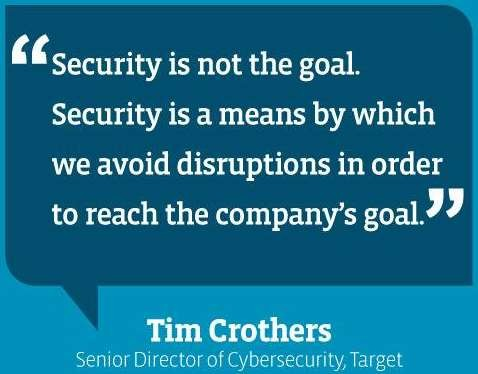 “Security is not the goal.
Security is a means by which
we avoid disruptions in order
to reach the company’s goal.”
Tim Crothers
Senior Director of Cybersecurity, Target